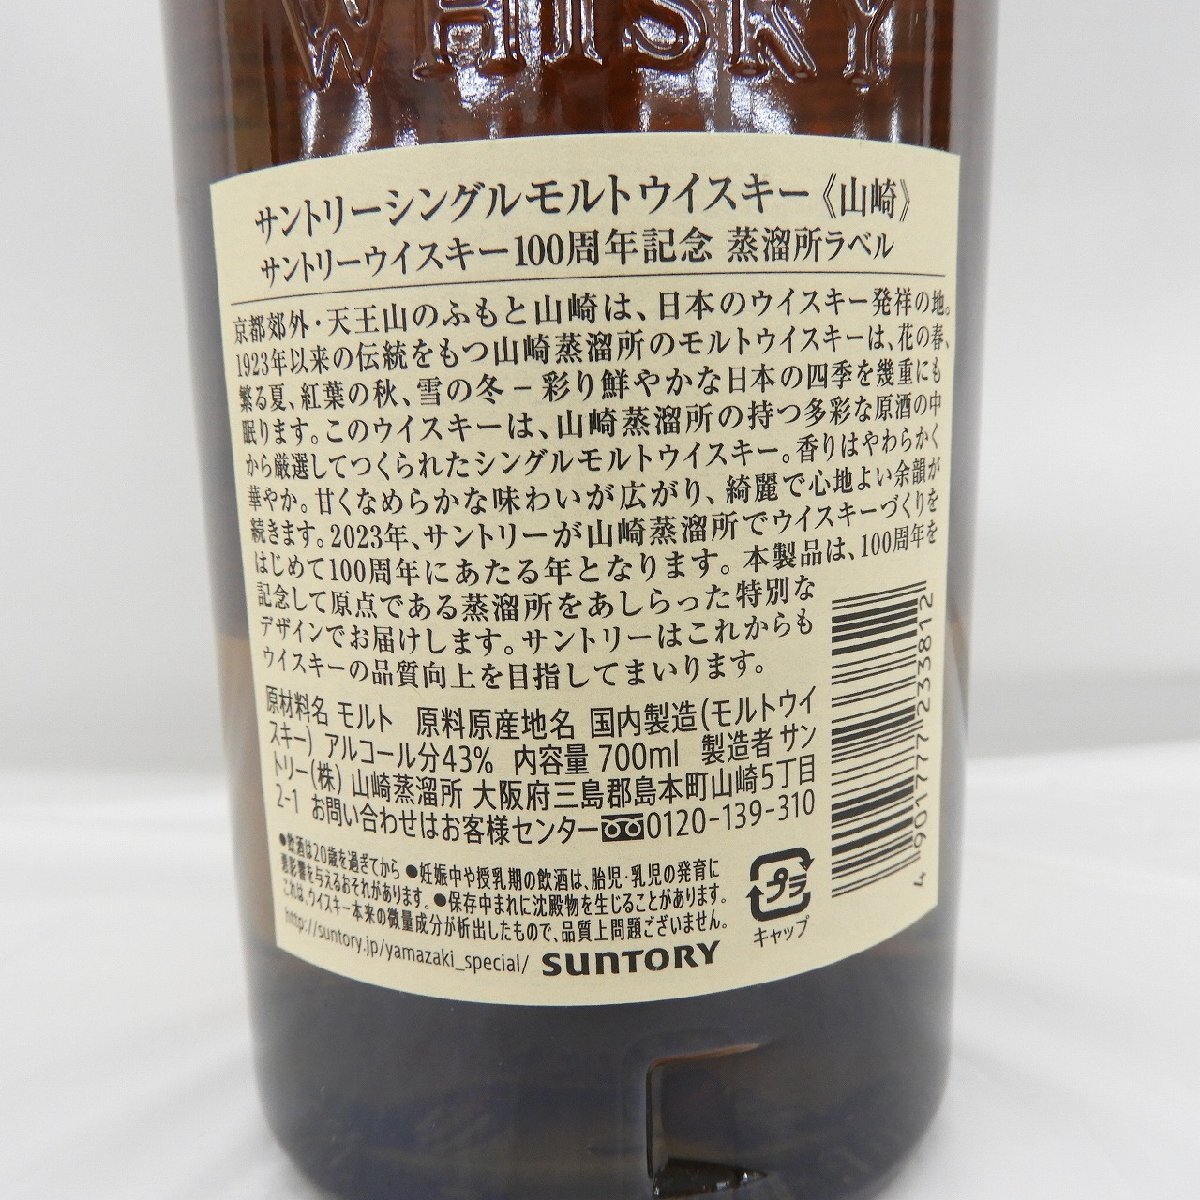 WHISKY
サントリーシングルモルトウイスキー《山崎》
サントリーウイスキー100周年記念 蒸溜所ラベル
京都郊外・天王山のふもと山崎は、日本のウイスキー発祥の地。
1923年以来の伝統をもつ山崎蒸溜所のモルトウイスキーは、花の春、
繁る夏、紅葉の秋、雪の冬－彩り鮮やかな日本の四季を幾重にも
眠ります。このウイスキーは、山崎蒸溜所の持つ多彩な原酒の中
から厳選してつくられたシングルモルトウイスキー。香りはやわらかく
華やか。甘くなめらかな味わいが広がり、綺麗で心地よい余韻が
続きます。2023年、サントリーが山崎蒸溜所でウイスキーづくりを
はじめて100周年にあたる年となります。本製品は、100周年を
記念して原点である蒸溜所をあしらった特別な
デザインでお届けします。サントリーはこれからも
ウイスキーの品質向上を目指してまいります。
原材料名 モルト 原料原産地名 国内製造(モルトウイ
スキー) アルコール分43% 内容量 700ml 製造者 サン
トリー(株) 山崎蒸溜所 大阪府三島郡島本町山崎5丁目
2-1 お問い合わせはお客様センター0120-139-310
●飲酒は20歳を過ぎてから ●妊娠中や授乳期の飲酒は、胎児・乳児の発育に
悪影響を与えるおそれがあります。●保存中まれに沈殿物を生じることがあります。
これは、ウイスキー本来の微量成分が析出したもので、品質上問題ございません。
http://suntory.jp/yamazaki_special/ SUNTORY
プラ
キャップ
4 901777 233812